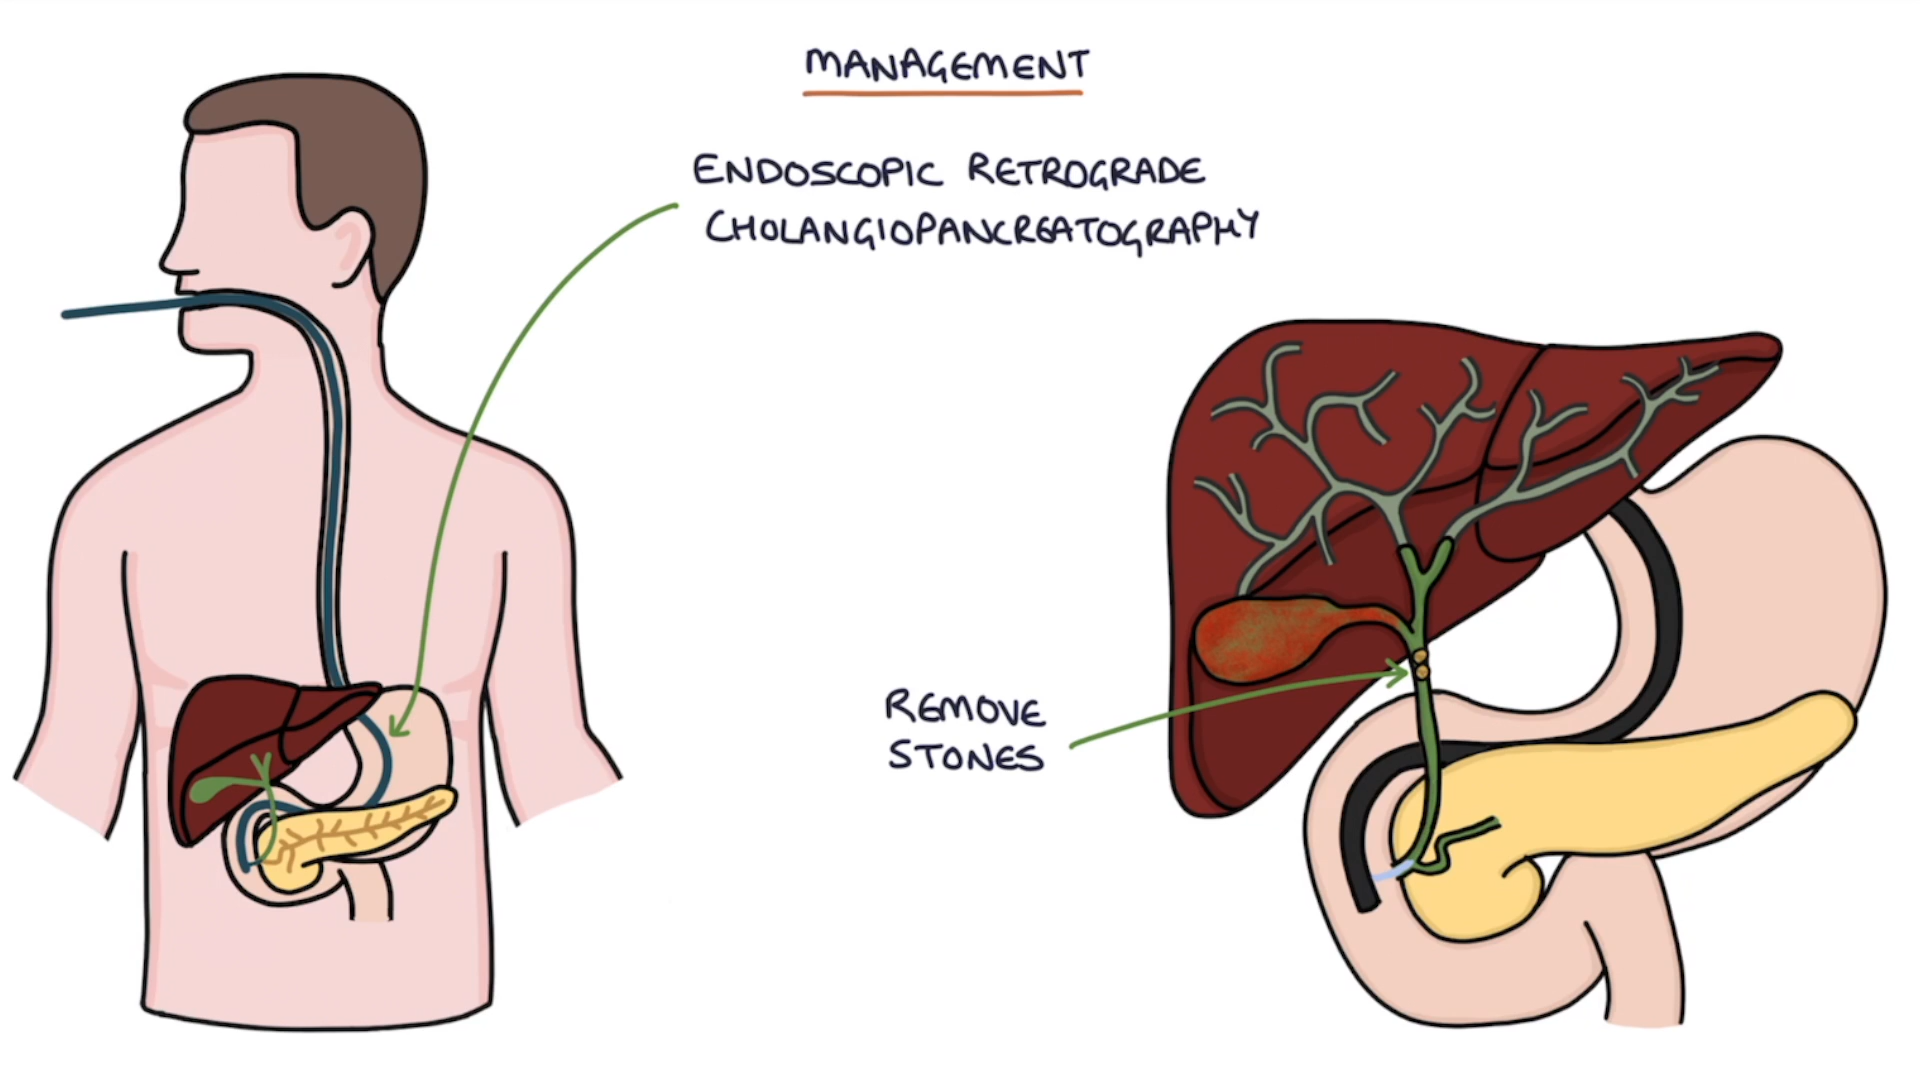 MANAGEMENT
ENDOSCOPIC RETROGRADE
CHOLANGIOPANCREATOGRAPHY
REMOVE
STONES